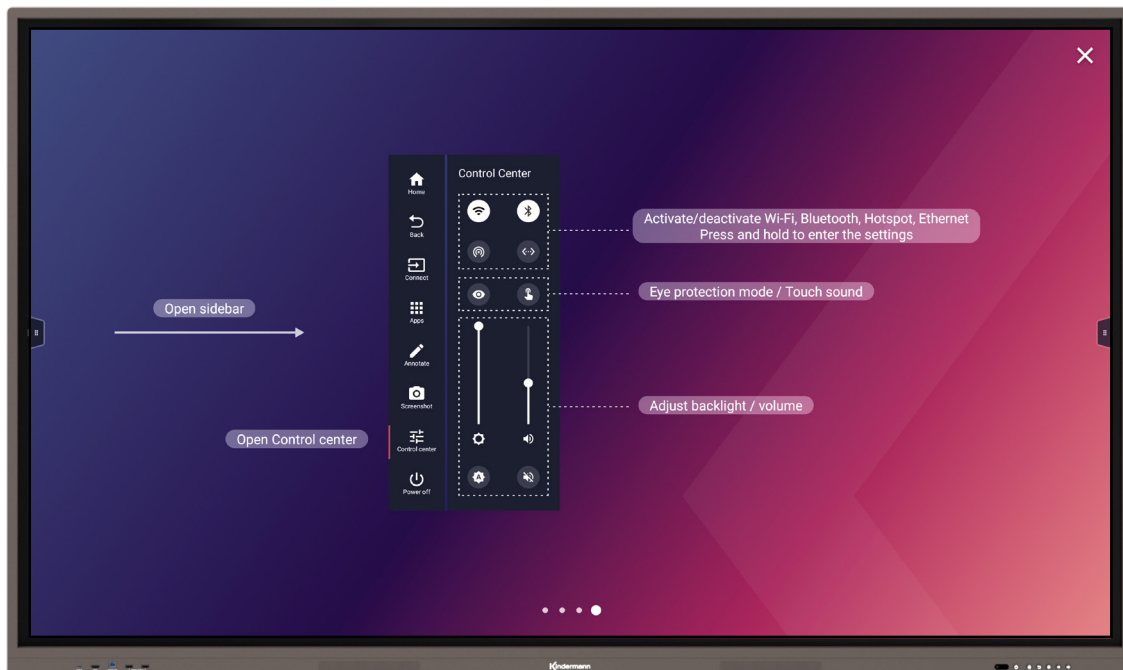 Control Center
Home
Back
Connect
Apps
Annotate
Screenshot
Control center
Power off
Open sidebar
Open Control center
Activate/deactivate Wi-Fi, Bluetooth, Hotspot, Ethernet
Press and hold to enter the settings
Eye protection mode / Touch sound
Adjust backlight / volume
A
Kindermann